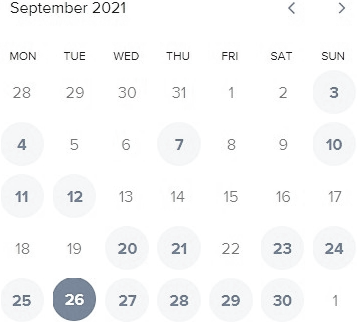 September 2021
MON TUE WED THU FRI SAT SUN
28 29 30 31 1 2 3
4 5 6 7 8 9 10
11 12 13 14 15 16 17
18 19 20 21 22 23 24
25 26 27 28 29 30 1